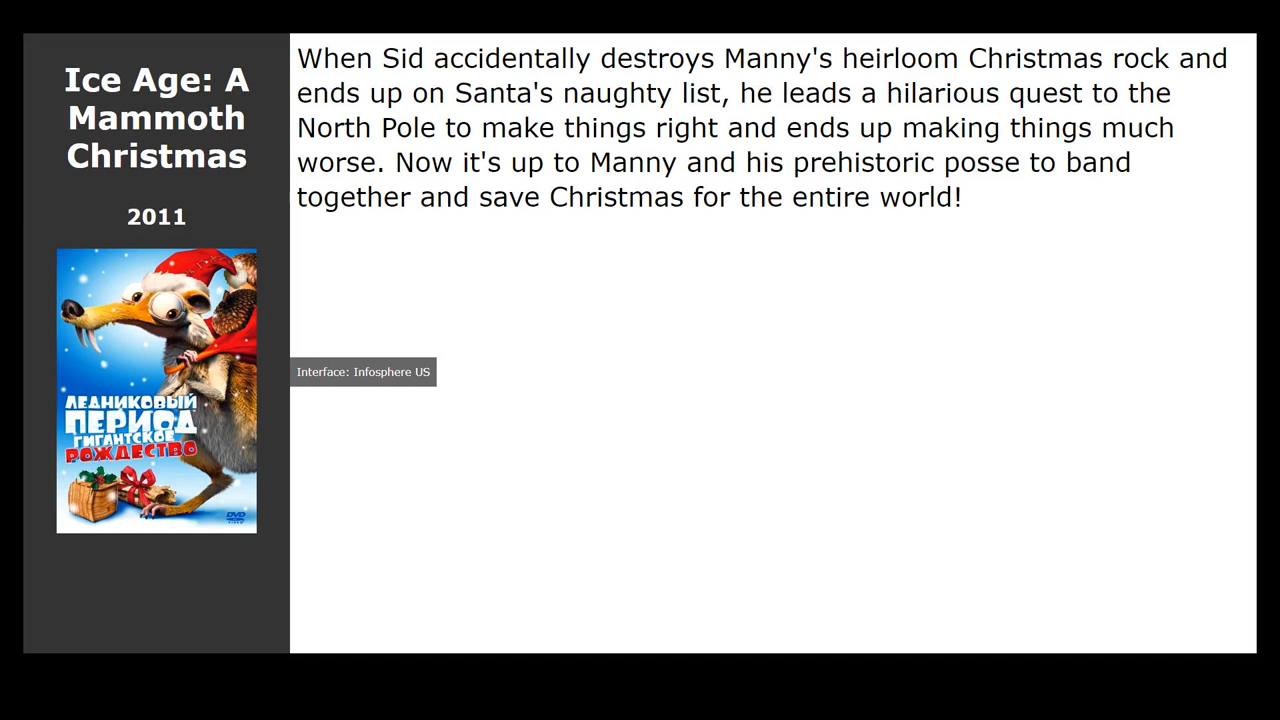 Ice Age: A
Mammoth
Christmas
2011
ЛЕДНИКОВЫЙ
ПЕРИОД
ГИГАНТСКОЕ
РОЖДЕСТВО
DVD
VIDEO
When Sid accidentally destroys Manny's heirloom Christmas rock and
ends up on Santa's naughty list, he leads a hilarious quest to the
North Pole to make things right and ends up making things much
worse. Now it's up to Manny and his prehistoric posse to band
together and save Christmas for the entire world!
Interface: Infosphere US